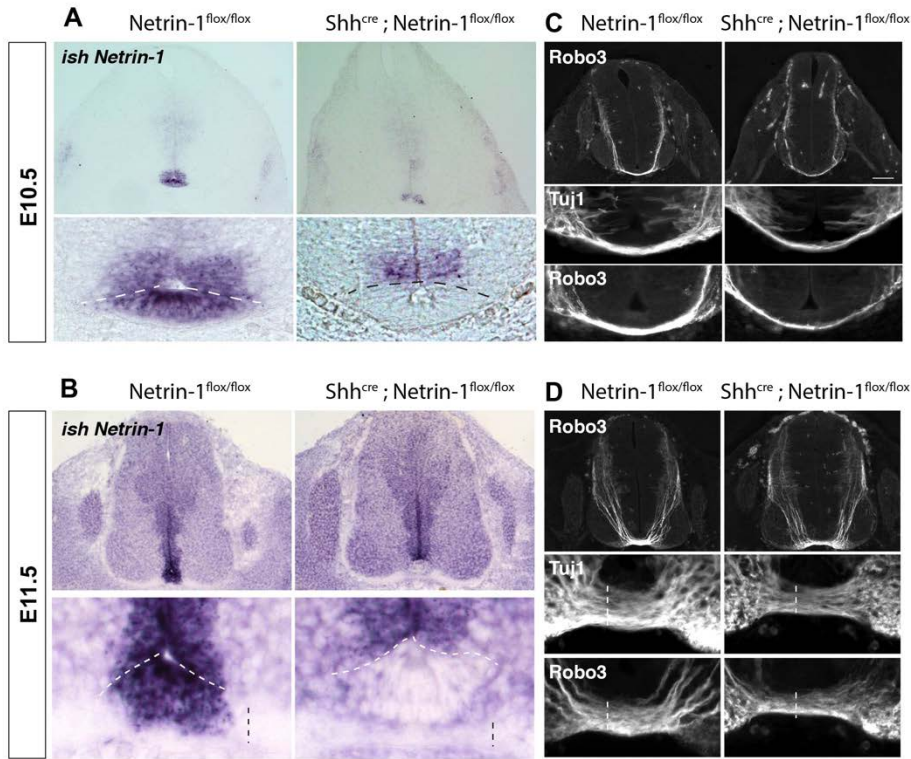 A
Netrin-1flox/flox
Shhcre ; Netrin-1flox/flox
ish Netrin-1
E10.5
C
Netrin-1flox/flox
Shhcre ; Netrin-1flox/flox
Robo3
Tuj1
Robo3
B
Netrin-1flox/flox
Shhcre ; Netrin-1flox/flox
ish Netrin-1
E11.5
D
Netrin-1flox/flox
Shhcre ; Netrin-1flox/flox
Robo3
Tuj1
Robo3